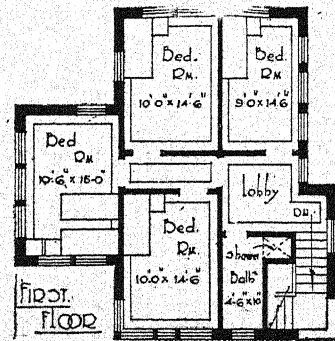 Bed.
Rm.
10'.0" x 14'.6"
Bed
Rm.
9'.0 x 14.6"
Bed
Rm
10'.6" x 15-0"
Lobby
Dn.
Bed.
Rm.
10.0" x 14.6"
Shower
Bath
4'.6" x 10'
FIRST.
FLOOR